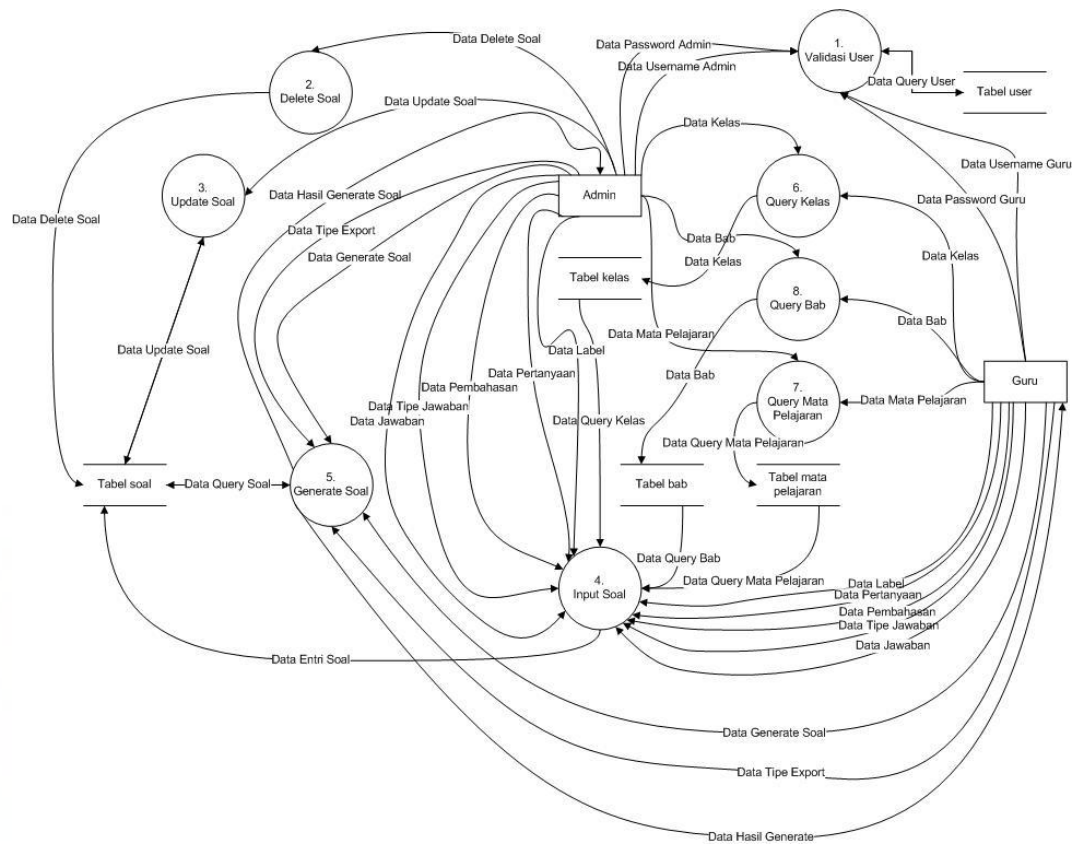 Data Delete Soal
Data Password Admin
1.
Validasi User
Data Username Admin
Data Query User
Tabel user
2.
Delete Soal
Data Update Soal
Data Kelas
Data Username Guru
3.
Update Soal
Data Hasil Generate Soal
Admin
6.
Query Kelas
Data Password Guru
Data Delete Soal
Data Tipe Export
Data Generate Soal
Data Bab
Data Kelas
Data Kelas
Tabel kelas
8.
Query Bab
Data Bab
Data Update Soal
Data Label
Data Mata Pelajaran
Data Pertanyaan
Data Bab
Data Pembahasan
Data Tipe Jawaban
Data Jawaban
Data Query Kelas
7.
Query Mata
Pelajaran
Data Mata Pelajaran
Guru
Data Query Mata Pelajaran
Tabel soal
Data Query Soal
5.
Generate Soal
Tabel bab
Tabel mata
pelajaran
Data Query Bab
Data Query Mata Pelajaran
4.
Input Soal
Data Label
Data Pertanyaan
Data Pembahasan
Data Tipe Jawaban
Data Jawaban
Data Entri Soal
Data Generate Soal
Data Tipe Export
Data Hasil Generate